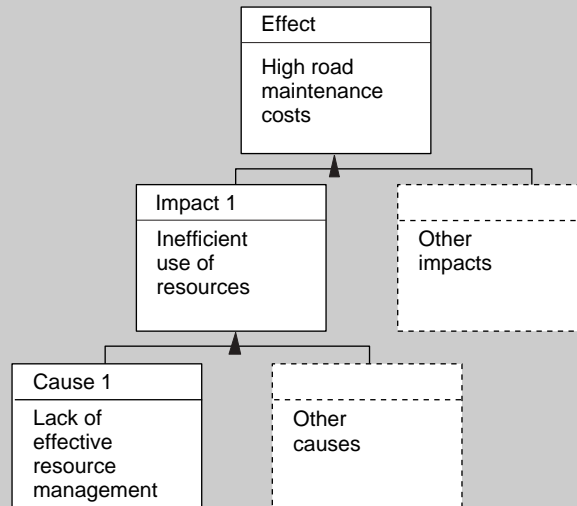 Effect
High road
maintenance
costs
Impact 1
Inefficient
use of
resources
Other
impacts
Cause 1
Lack of
effective
resource
management
Other
causes